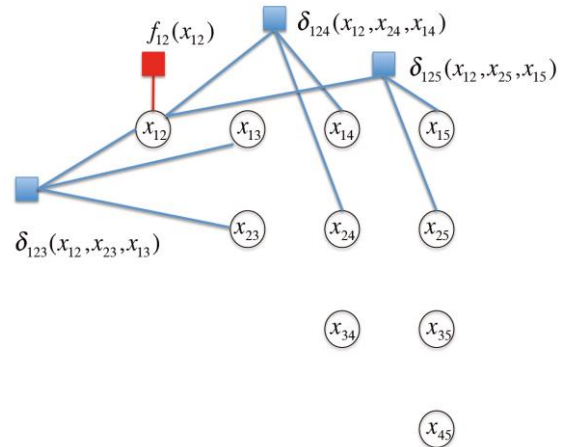 f₁₂(x₁₂)
δ₁₂₄(x₁₂,x₂₄,x₁₄)
δ₁₂₅(x₁₂,x₂₅,x₁₅)
x₁₂ x₁₃ x₁₄ x₁₅
δ₁₂₃(x₁₂,x₂₃,x₁₃)
x₂₃ x₂₄ x₂₅
x₃₄ x₃₅
x₄₅